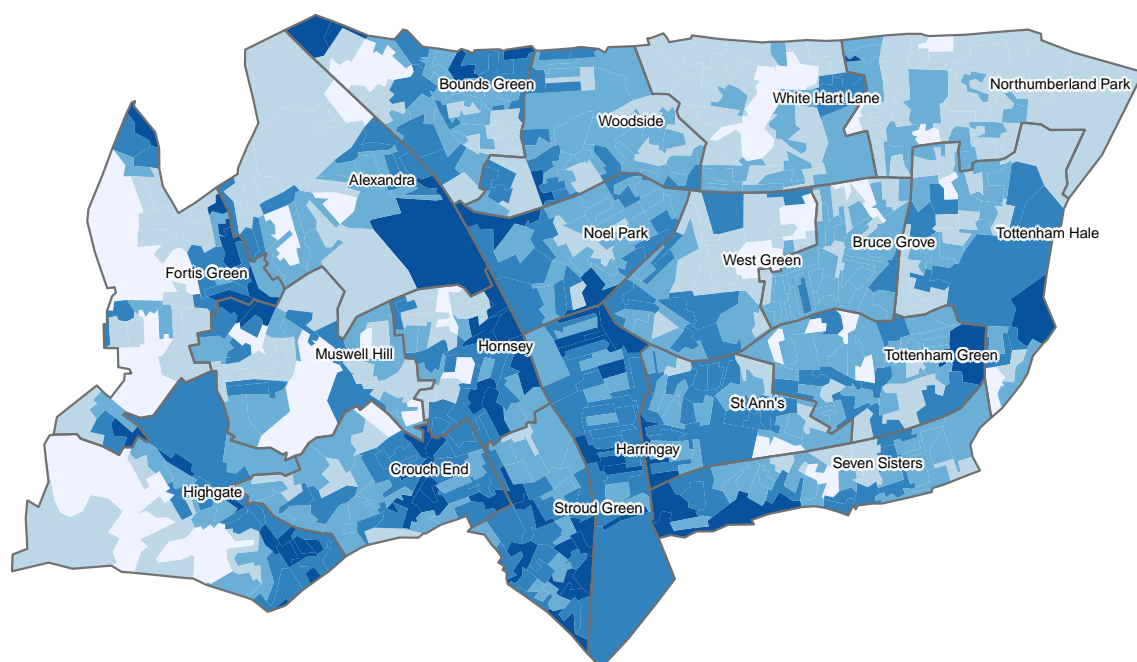 Bounds Green
Northumberland Park
White Hart Lane
Woodside
Alexandra
Noel Park
Tottenham Hale
Bruce Grove
West Green
Fortis Green
Hornsey
Muswell Hill
Tottenham Green
St Ann's
Harringay
Seven Sisters
Crouch End
Highgate
Stroud Green